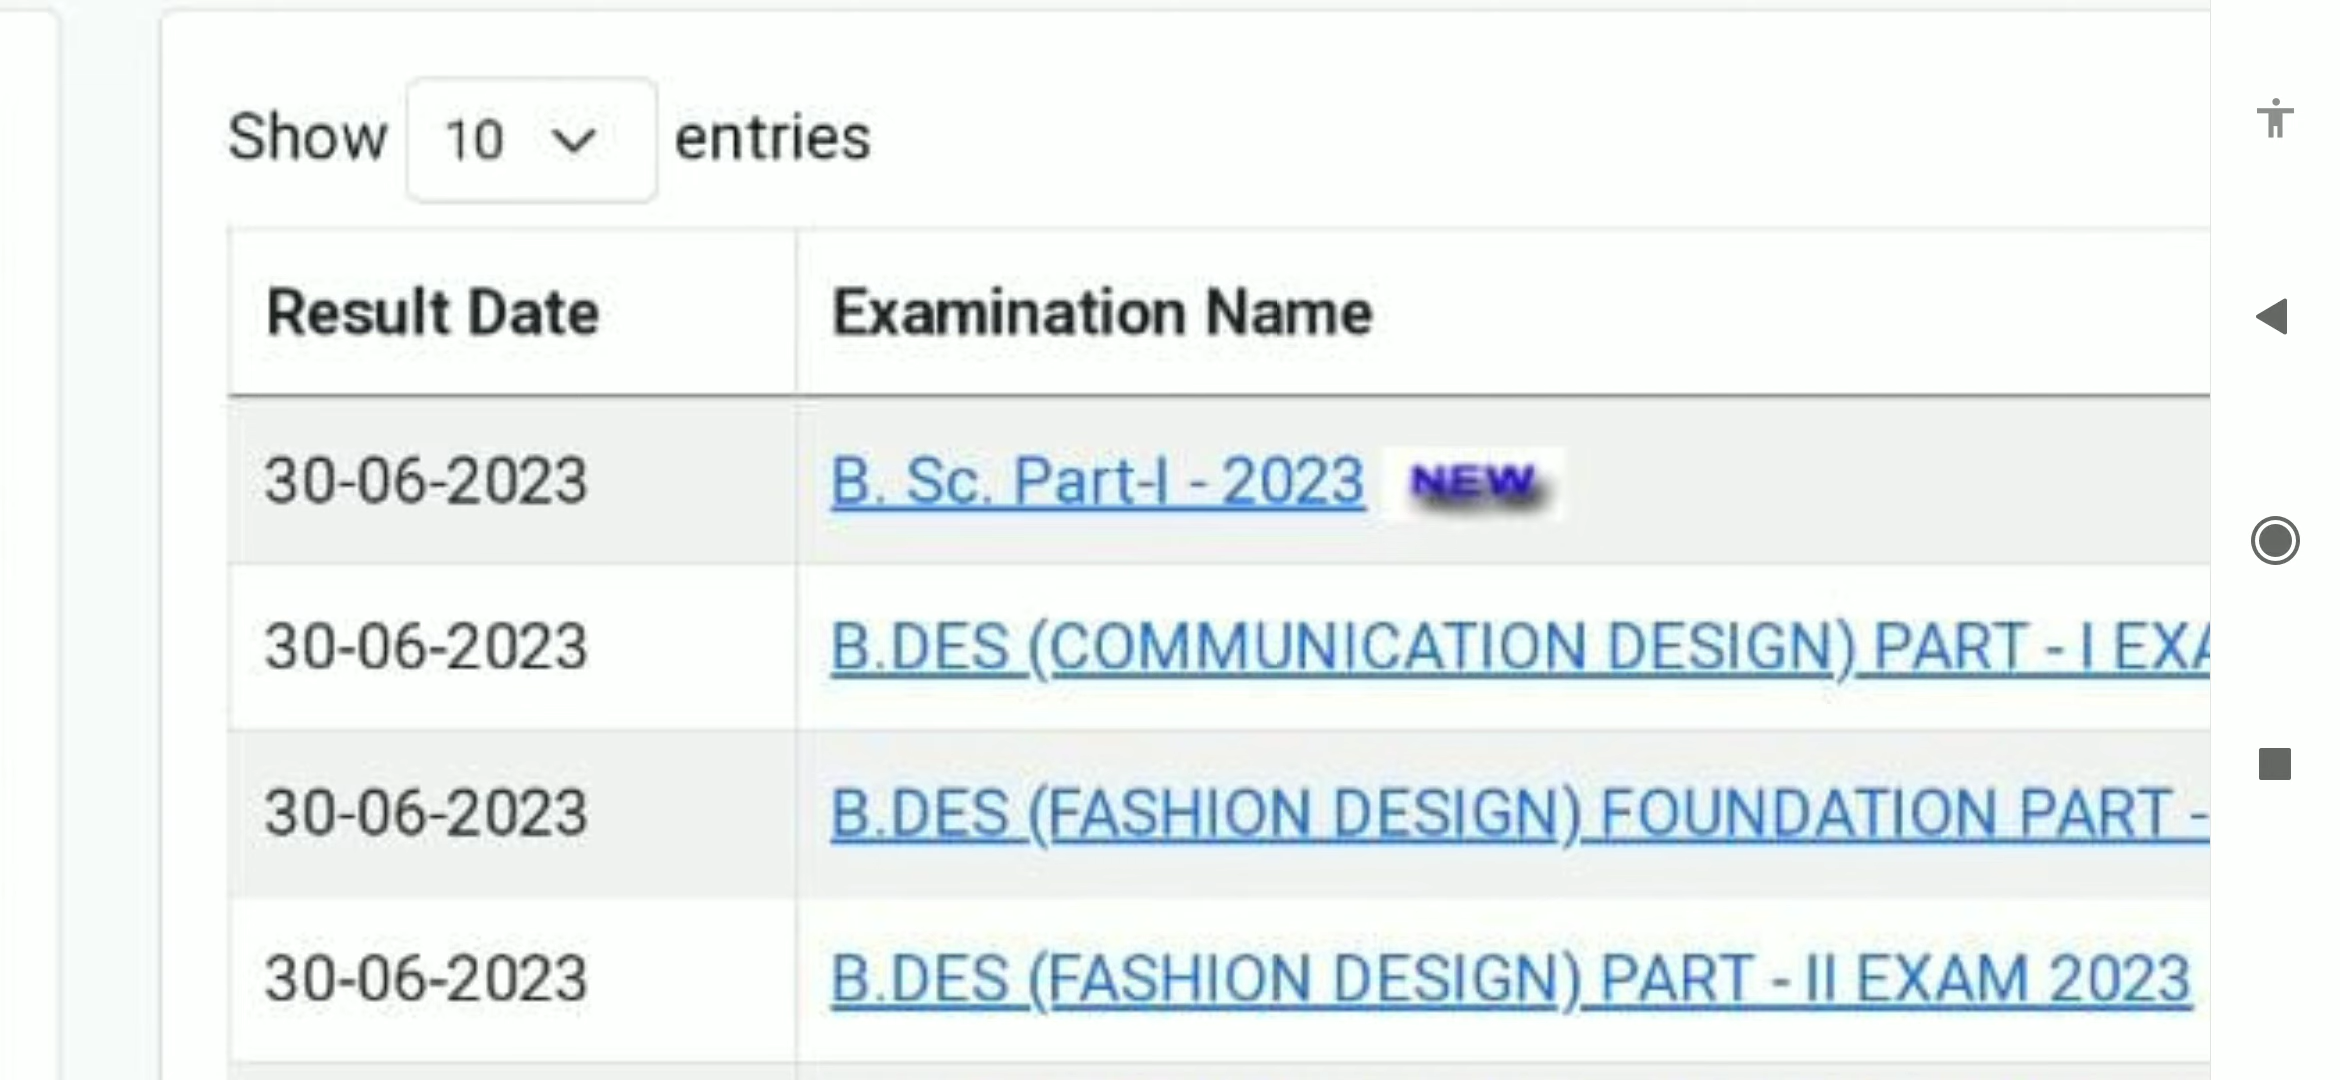 Show 10 entries
Result Date Examination Name
30-06-2023 B. Sc. Part-I - 2023 NEW
30-06-2023 B.DES (COMMUNICATION DESIGN) PART - I EXA
30-06-2023 B.DES (FASHION DESIGN) FOUNDATION PART -
30-06-2023 B.DES (FASHION DESIGN) PART - II EXAM 2023